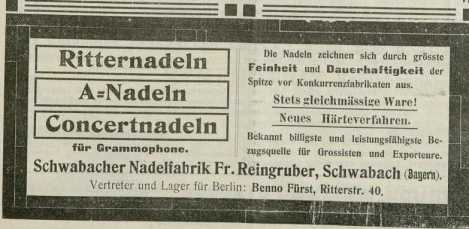 Ritternadeln
A=Nadeln
Concertnadeln
für Grammophone.
Die Nadeln zeichnen sich durch grösste
Feinheit und Dauerhaftigkeit der
Spitze vor Konkurrenzfabrikaten aus.
Stets gleichmässige Ware!
Neues Härteverfahren.
Bekannt billigste und leistungsfähigste Be-
zugsquelle für Grossisten und Exporteure.
Schwabacher Nadelfabrik Fr. Reingruber, Schwabach (Bayern).
Vertreter und Lager für Berlin: Benno Fürst, Ritterstr. 40.